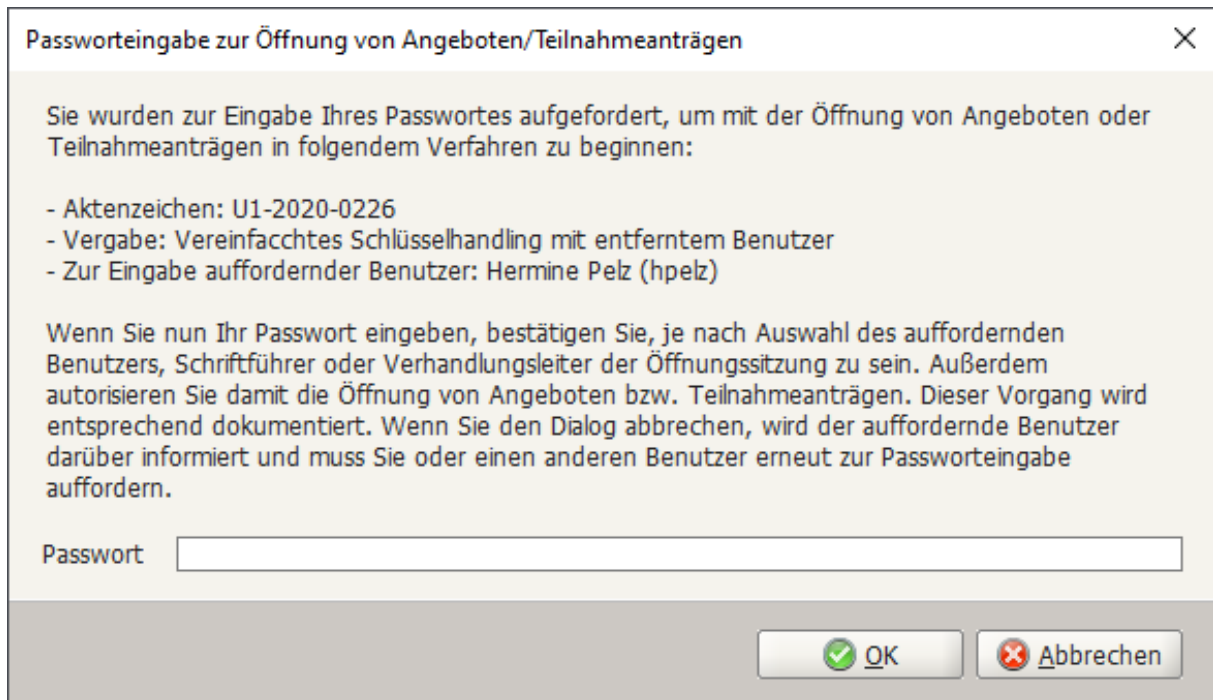 Passworteingabe zur Öffnung von Angeboten/Teilnahmeanträgen
Sie wurden zur Eingabe Ihres Passwortes aufgefordert, um mit der Öffnung von Angeboten oder
Teilnahmeanträgen in folgendem Verfahren zu beginnen:
- Aktenzeichen: U1-2020-0226
- Vergabe: Vereinfacchtes Schlüsselhandling mit entferntem Benutzer
- Zur Eingabe auffordernder Benutzer: Hermine Pelz (hpelz)
Wenn Sie nun Ihr Passwort eingeben, bestätigen Sie, je nach Auswahl des auffordernden
Benutzers, Schriftführer oder Verhandlungsleiter der Öffnungssitzung zu sein. Außerdem
autorisieren Sie damit die Öffnung von Angeboten bzw. Teilnahmeanträgen. Dieser Vorgang wird
entsprechend dokumentiert. Wenn Sie den Dialog abbrechen, wird der auffordernde Benutzer
darüber informiert und muss Sie oder einen anderen Benutzer erneut zur Passworteingabe
auffordern.
Passwort
OK
Abbrechen